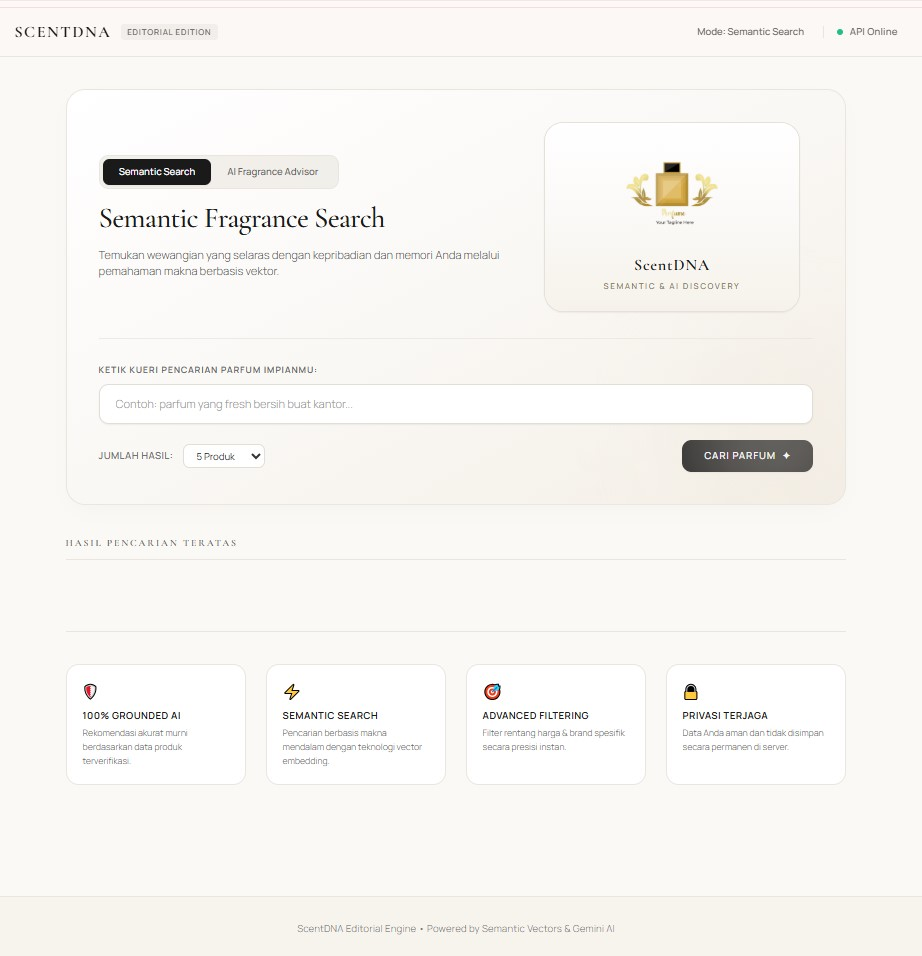 SCENTDNA EDITORIAL EDITION
Mode: Semantic Search
API Online
Semantic Search
AI Fragrance Advisor
Semantic Fragrance Search
Temukan wewangian yang selaras dengan kepribadian dan memori Anda melalui
pemahaman makna berbasis vektor.
Perfume
Your Tagline Here
ScentDNA
SEMANTIC & AI DISCOVERY
KETIK KUERI PENCARIAN PARFUM IMPIANMU:
Contoh: parfum yang fresh bersih buat kantor...
JUMLAH HASIL:
5 Produk
CARI PARFUM ✦
HASIL PENCARIAN TERATAS
100% GROUNDED AI
Rekomendasi akurat murni
berdasarkan data produk
terverifikasi.
SEMANTIC SEARCH
Pencarian berbasis makna
mendalam dengan teknologi vector
embedding.
ADVANCED FILTERING
Filter rentang harga & brand spesifik
secara presisi instan.
PRIVASI TERJAGA
Data Anda aman dan tidak disimpan
secara permanen di server.
ScentDNA Editorial Engine • Powered by Semantic Vectors & Gemini AI